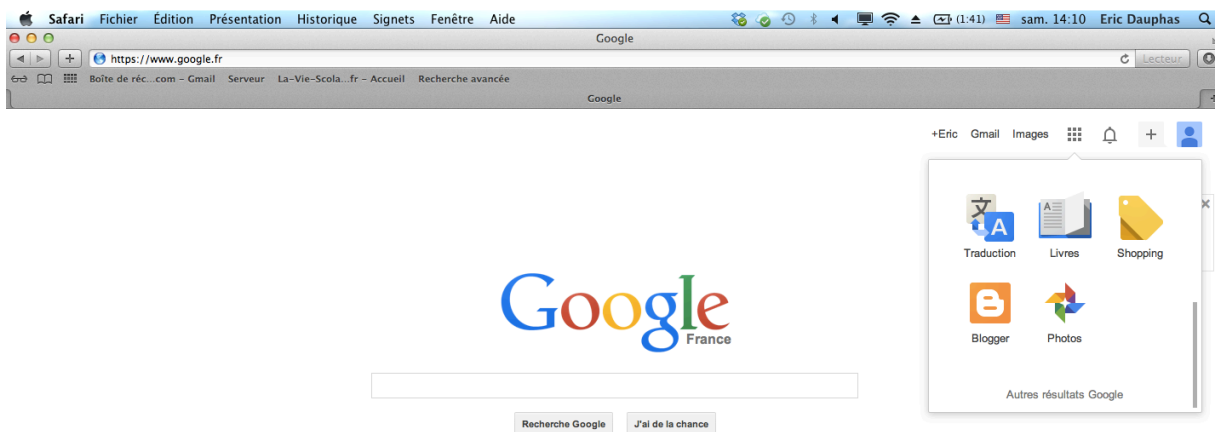 Safari Fichier Édition Présentation Historique Signets Fenêtre Aide (1:41) sam. 14:10 Eric Dauphas
Google
https://www.google.fr Lecteur
Boîte de réc...com – Gmail Serveur La-Vie-Scola...fr – Accueil Recherche avancée
Google
+Eric Gmail Images
文 A A
Traduction Livres Shopping
Blogger Photos
Google
France
Autres résultats Google
Recherche Google J'ai de la chance